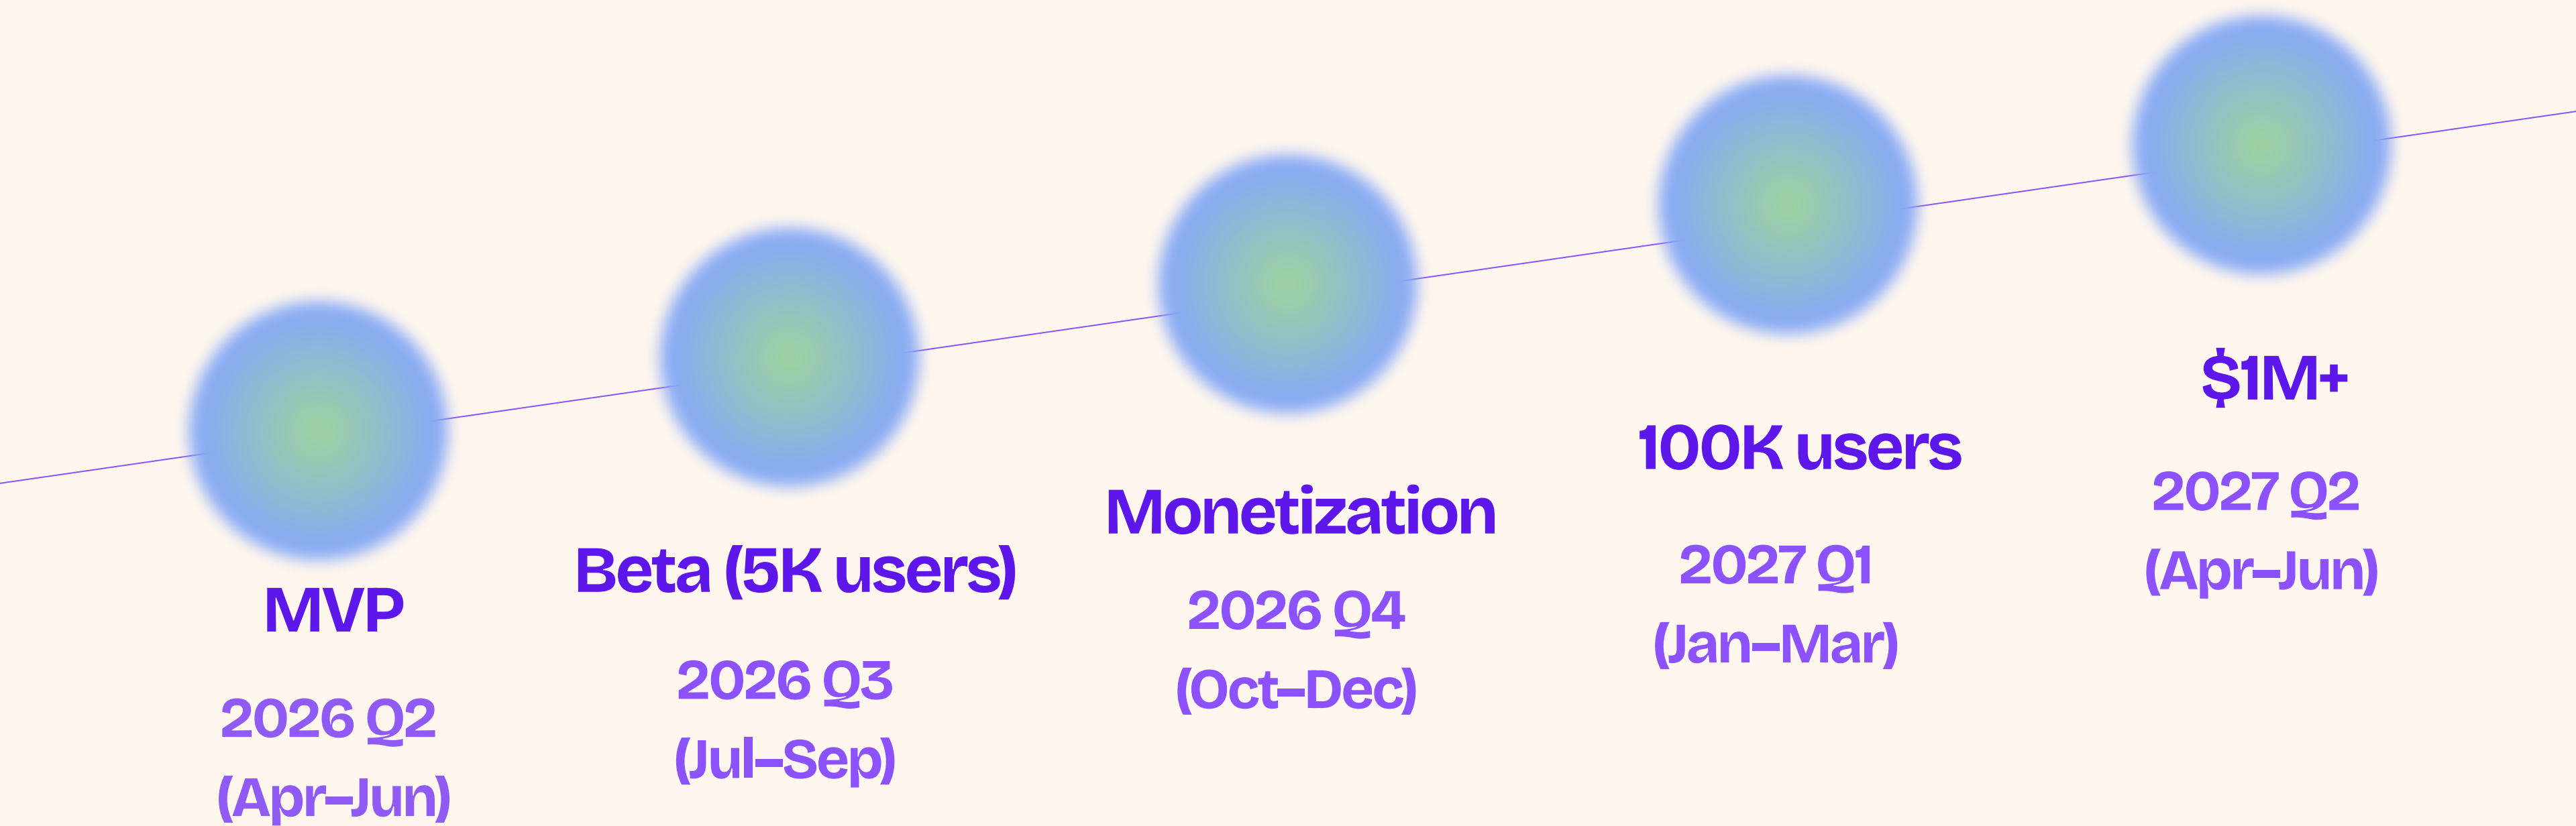 MVP
2026 Q2
(Apr–Jun)
Beta (5K users)
2026 Q3
(Jul–Sep)
Monetization
2026 Q4
(Oct–Dec)
100K users
2027 Q1
(Jan–Mar)
$1M+
2027 Q2
(Apr–Jun)